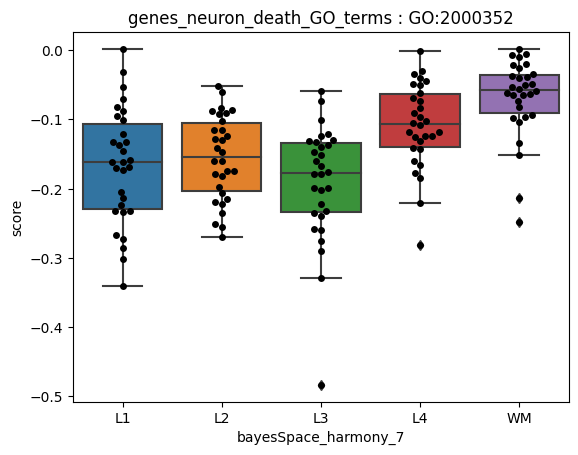 genes_neuron_death_GO_terms : GO:2000352
score
0.0
−0.1
−0.2
−0.3
−0.4
−0.5
L1 L2 L3 L4 WM
bayesSpace_harmony_7